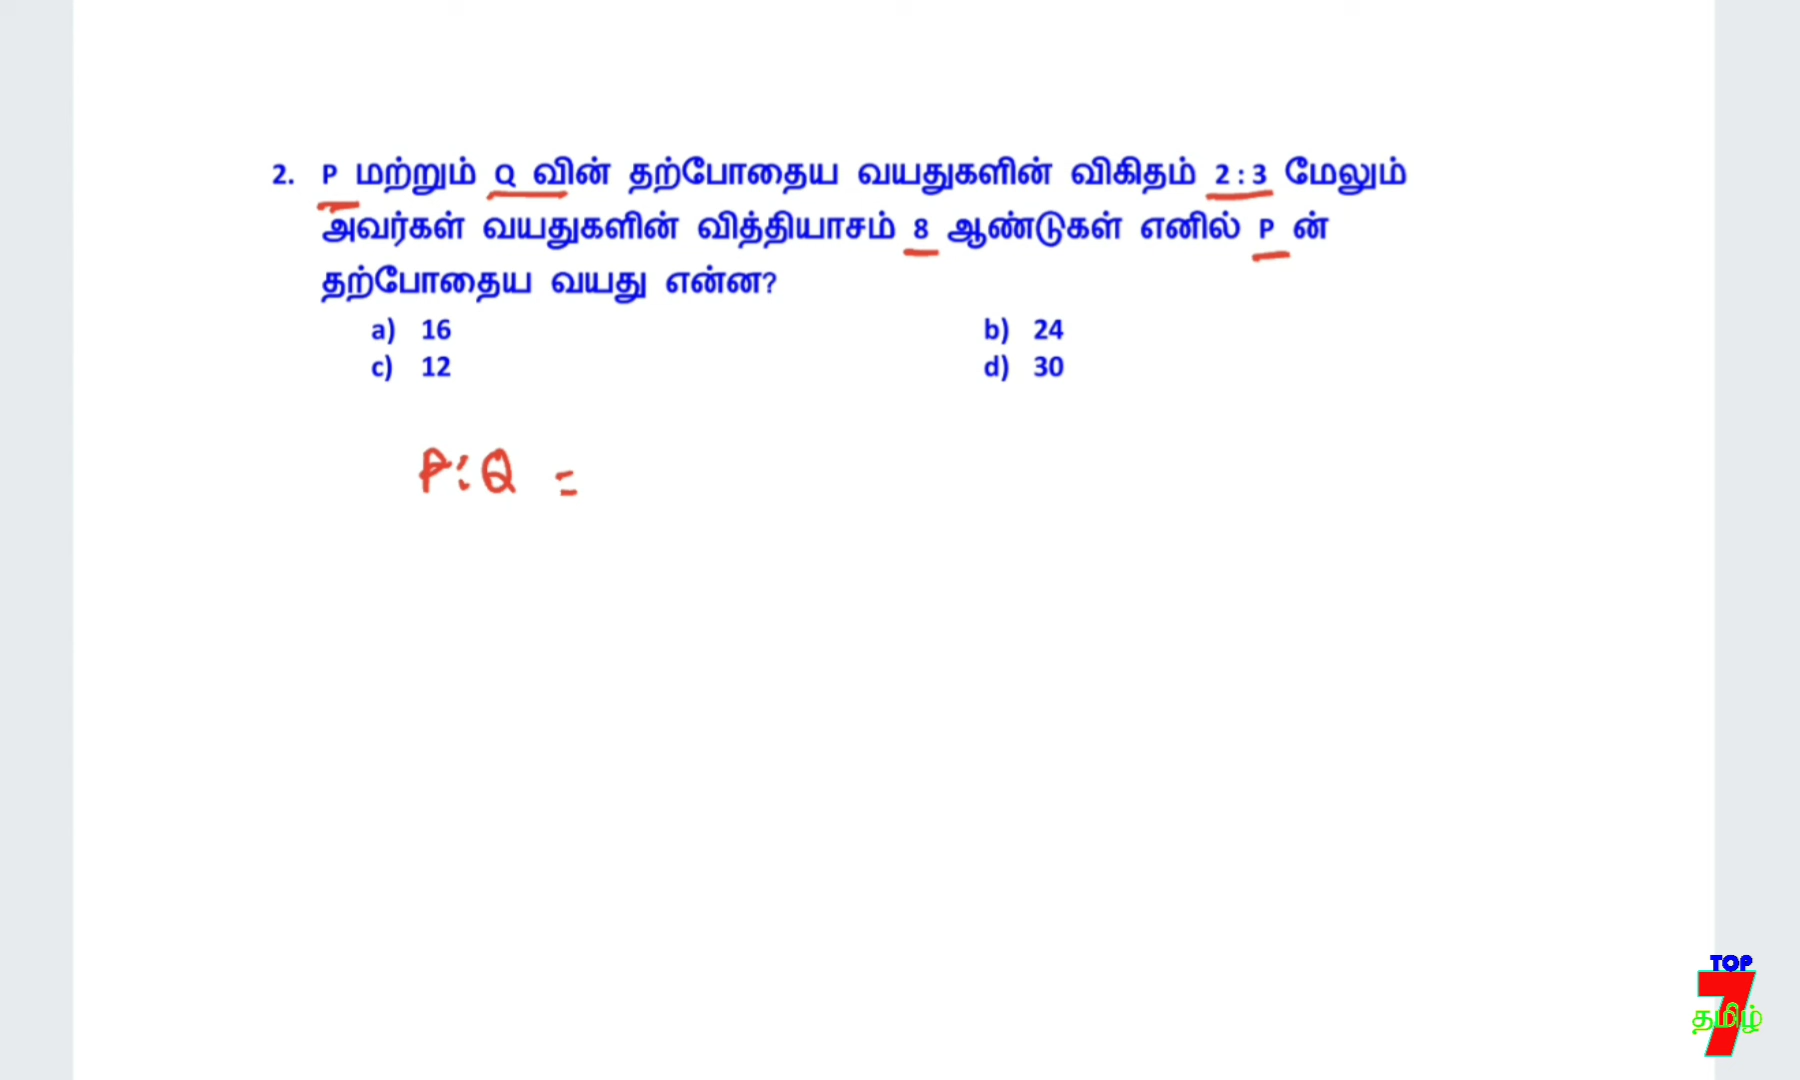 2. P மற்றும் Q வின் தற்போதைய வயதுகளின் விகிதம் 2 : 3 மேலும்
அவர்கள் வயதுகளின் வித்தியாசம் 8 ஆண்டுகள் எனில் P ன்
தற்போதைய வயது என்ன?
a) 16 b) 24
c) 12 d) 30
P : Q =
TOP
7
தமிழ்